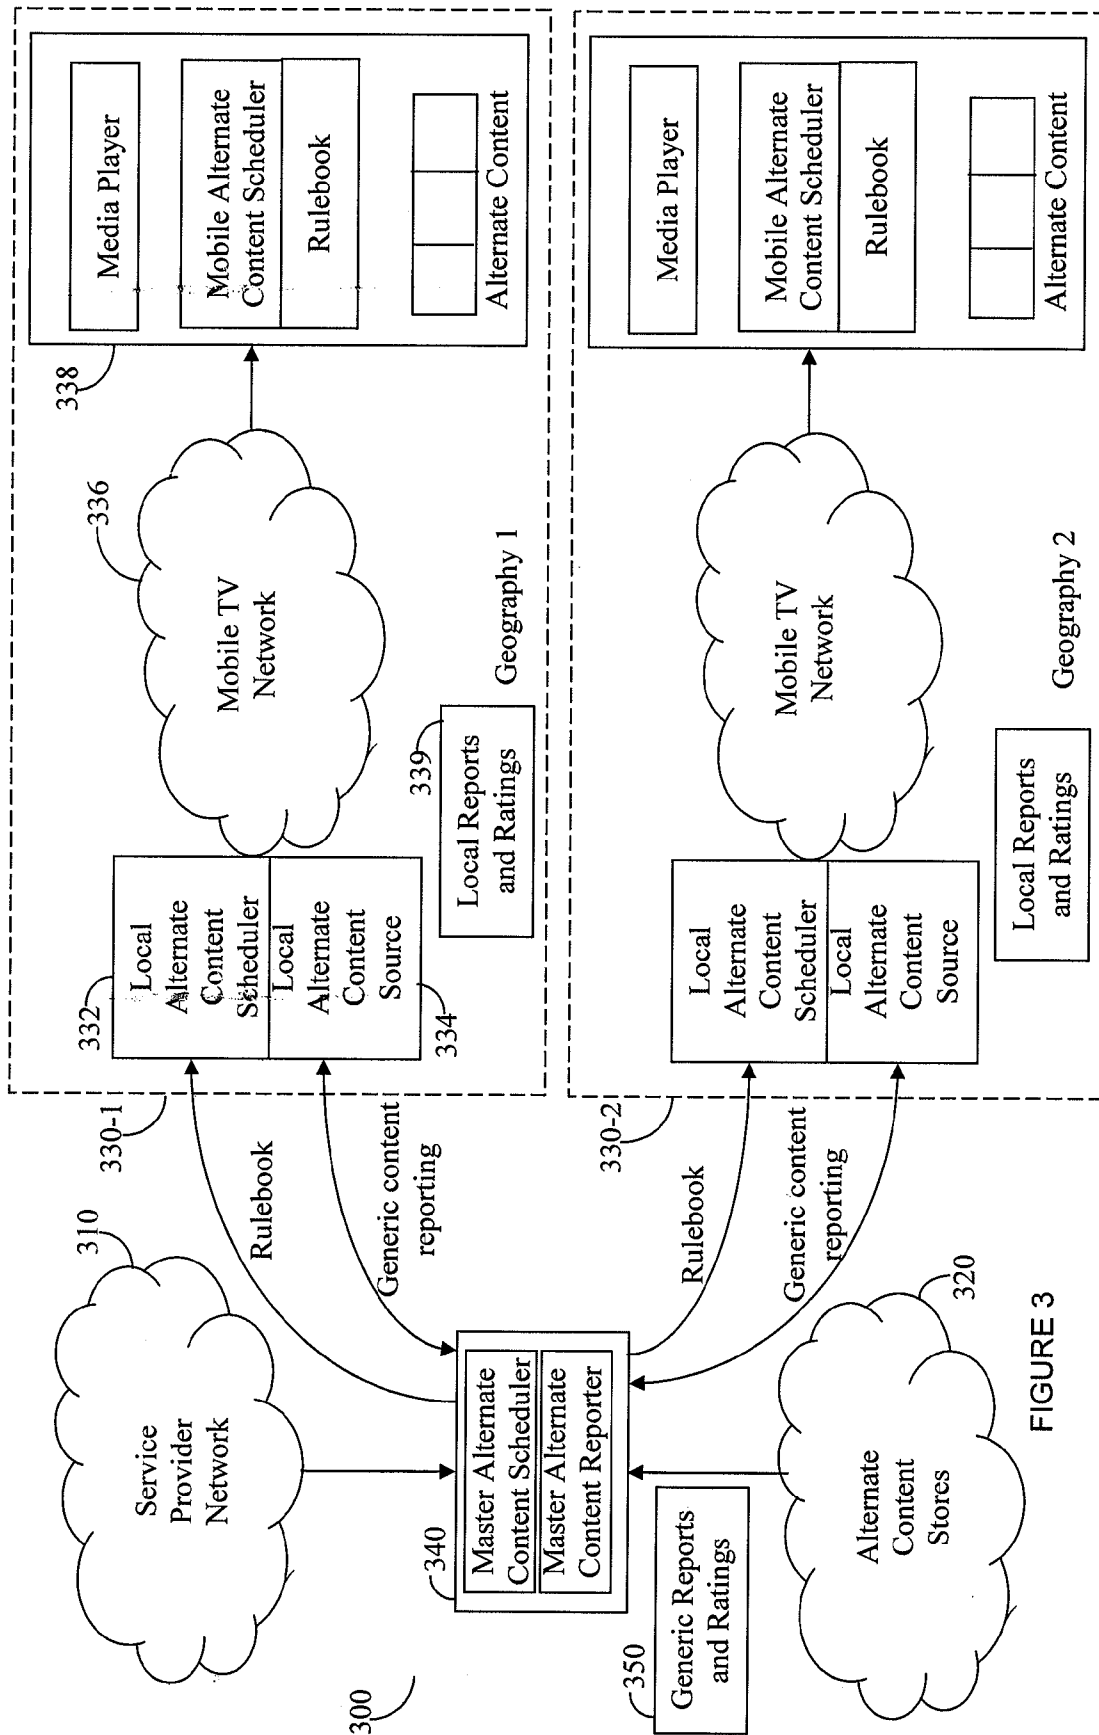 310
Service
Provider
Network
300
340
Master Alternate
Content Scheduler
Master Alternate
Content Reporter
350
Generic Reports
and Ratings
Alternate
Content
Stores
320
Rulebook
Generic content
reporting
Rulebook
Generic content
reporting
330-1
332
Local
Alternate
Content
Scheduler
Local
Alternate
Content
Source
334
336
Mobile TV
Network
339
Local Reports
and Ratings
Geography 1
338
Media Player
Mobile Alternate
Content Scheduler
Rulebook
Alternate Content
330-2
Local
Alternate
Content
Scheduler
Local
Alternate
Content
Source
Mobile TV
Network
Local Reports
and Ratings
Geography 2
Media Player
Mobile Alternate
Content Scheduler
Rulebook
Alternate Content
FIGURE 3